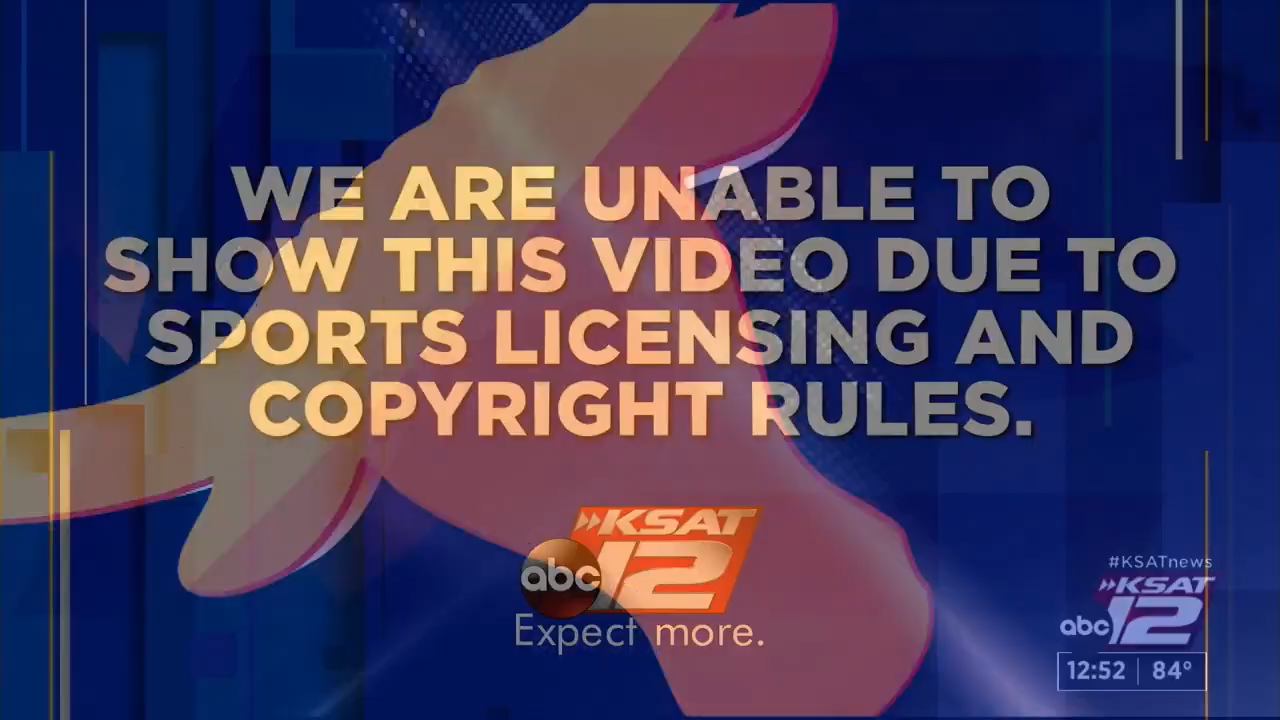 WE ARE UNABLE TO
SHOW THIS VIDEO DUE TO
SPORTS LICENSING AND
COPYRIGHT RULES.
KSAT
abc 12
Expect more.
#KSATnews
KSAT
abc 12
12:52 84°